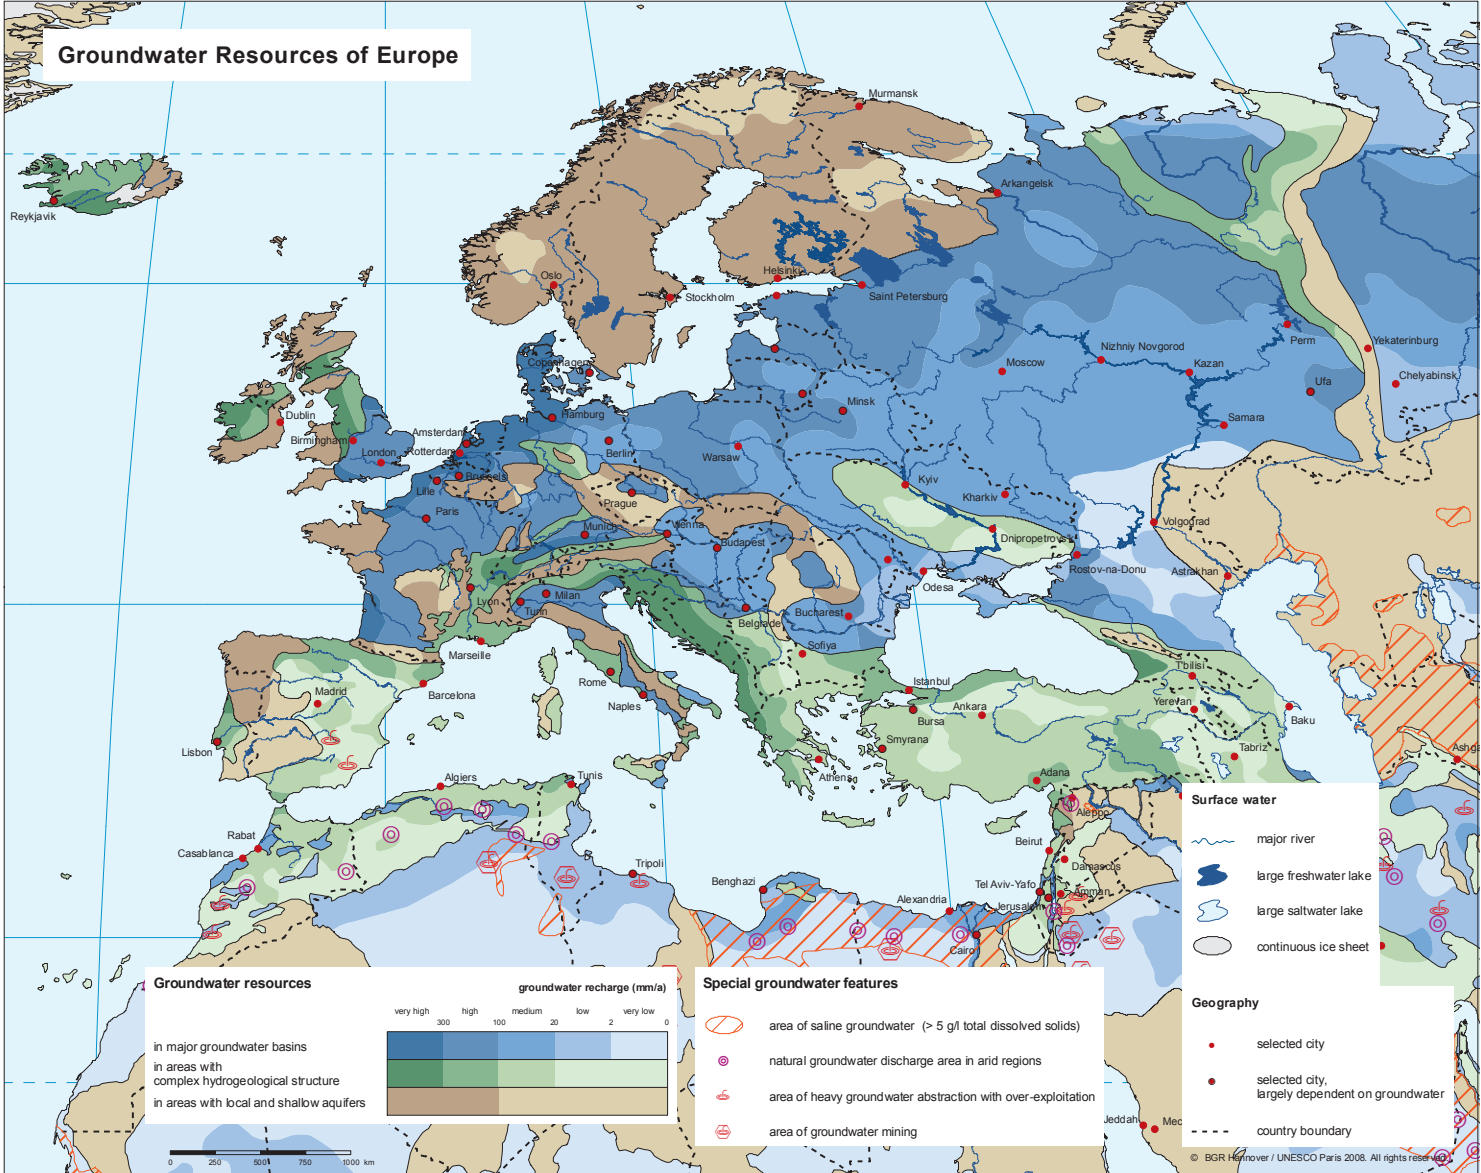 Groundwater Resources of Europe
Murmansk
Reykjavik
Arkangelsk
Oslo
Helsinki
Stockholm
Saint Petersburg
Perm
Yekaterinburg
Nizhniy Novgorod
Kazan
Moscow
Copenhagen
Chelyabinsk
Ufa
Minsk
Dublin
Hamburg
Samara
Birmingham
Amsterdam
London
Rotterdam
Berlin
Warsaw
Brussels
Lille
Kyiv
Kharkiv
Prague
Paris
Munich
Vienna
Volgograd
Budapest
Dnipropetrovs'k
Rostov-na-Donu
Astrakhan
Odesa
Lyon
Milan
Turin
Bucharest
Belgrade
Sofiya
Marseille
T'bilisi
Rome
Istanbul
Madrid
Barcelona
Naples
Ankara
Yerevan
Bursa
Baku
Smyrana
Lisbon
Tabriz
Ashga
Athens
Adana
Algiers
Tunis
Aleppo
Rabat
Casablanca
Beirut
Tripoli
Damascus
Benghazi
Tel Aviv-Yafo
Amman
Alexandria
Jerusalem
Cairo
Jeddah
Mec
Surface water
major river
large freshwater lake
large saltwater lake
continuous ice sheet
Geography
selected city
selected city,
largely dependent on groundwater
country boundary
Groundwater resources
groundwater recharge (mm/a)
very high high medium low very low
300 100 20 2 0
in major groundwater basins
in areas with
complex hydrogeological structure
in areas with local and shallow aquifers
Special groundwater features
area of saline groundwater (> 5 g/l total dissolved solids)
natural groundwater discharge area in arid regions
area of heavy groundwater abstraction with over-exploitation
area of groundwater mining
0 250 500 750 1000 km
© BGR Hannover / UNESCO Paris 2008. All rights reserved.